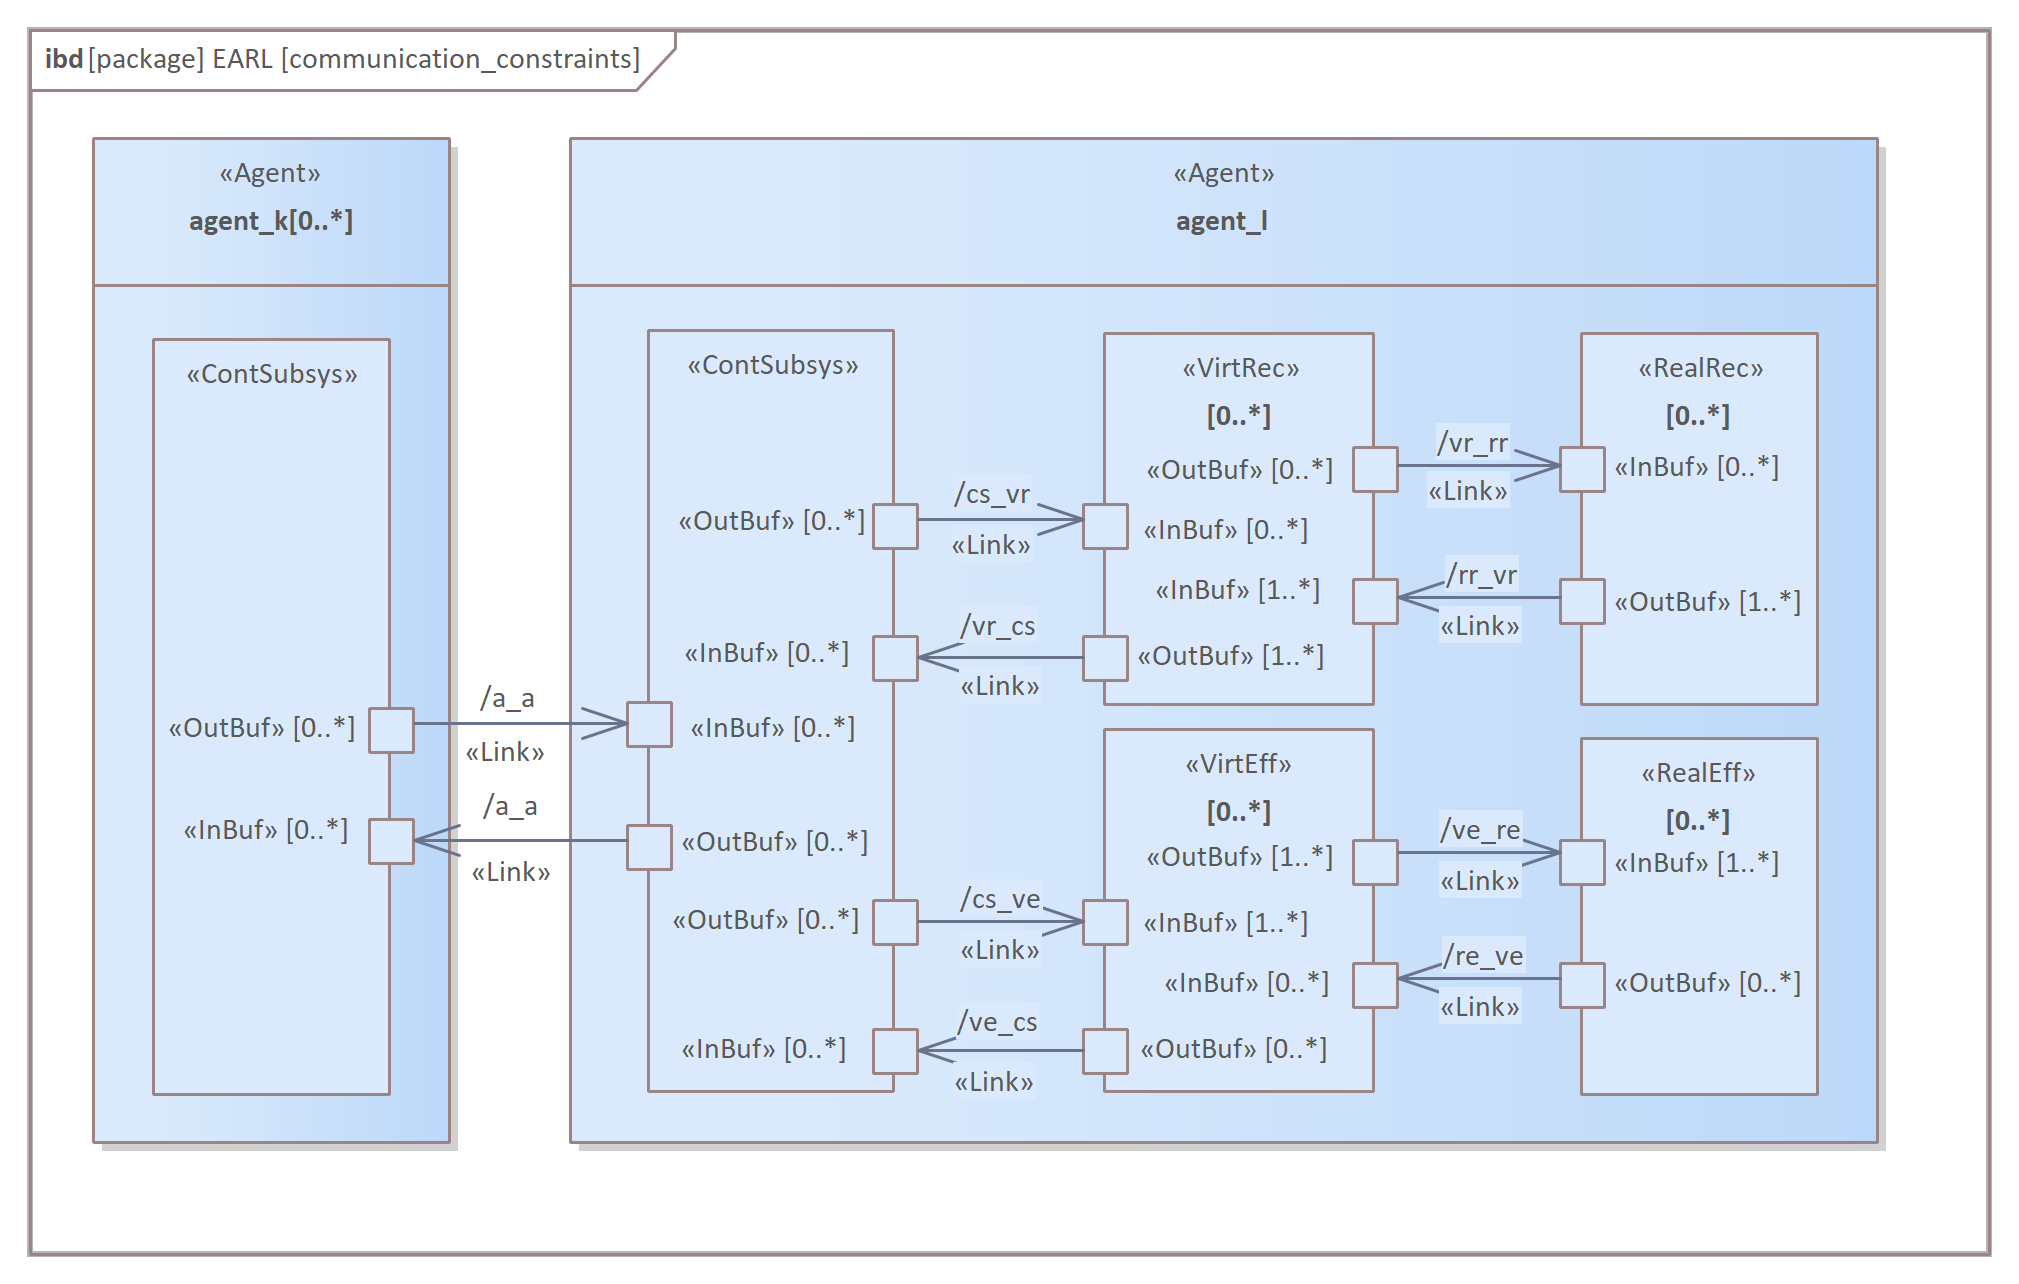 ibd [package] EARL [communication_constraints]
«Agent»
agent_k[0..*]
«ContSubsys»
«OutBuf» [0..*]
«InBuf» [0..*]
/a_a
«Link»
/a_a
«Link»
«Agent»
agent_l
«ContSubsys»
«OutBuf» [0..*]
«InBuf» [0..*]
«InBuf» [0..*]
«OutBuf» [0..*]
«OutBuf» [0..*]
«InBuf» [0..*]
/cs_vr
«Link»
/vr_cs
«Link»
/cs_ve
«Link»
/ve_cs
«Link»
«VirtRec»
[0..*]
«OutBuf» [0..*]
«InBuf» [0..*]
«InBuf» [1..*]
«OutBuf» [1..*]
«VirtEff»
[0..*]
«OutBuf» [1..*]
«InBuf» [1..*]
«InBuf» [0..*]
«OutBuf» [0..*]
/vr_rr
«Link»
/rr_vr
«Link»
/ve_re
«Link»
/re_ve
«Link»
«RealRec»
[0..*]
«InBuf» [0..*]
«OutBuf» [1..*]
«RealEff»
[0..*]
«InBuf» [1..*]
«OutBuf» [0..*]